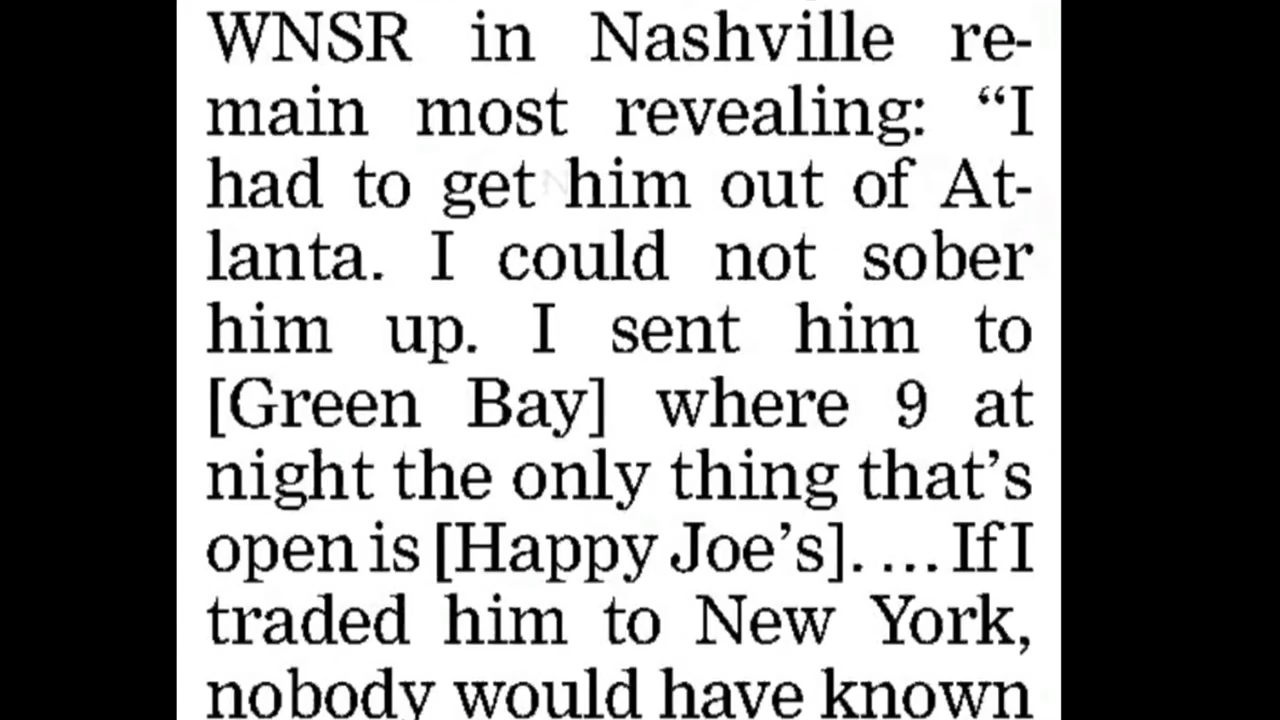 WNSR in Nashville re-
main most revealing: “I
had to get him out of At-
lanta. I could not sober
him up. I sent him to
[Green Bay] where 9 at
night the only thing that’s
open is [Happy Joe’s]. ... If I
traded him to New York,
nobody would have known